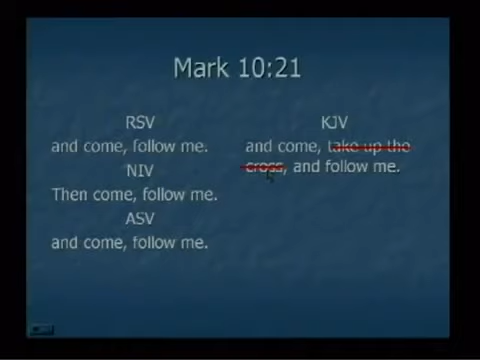 Mark 10:21
RSV
and come, follow me.
NIV
Then come, follow me.
ASV
and come, follow me.
KJV
and come, take up the
cross, and follow me.